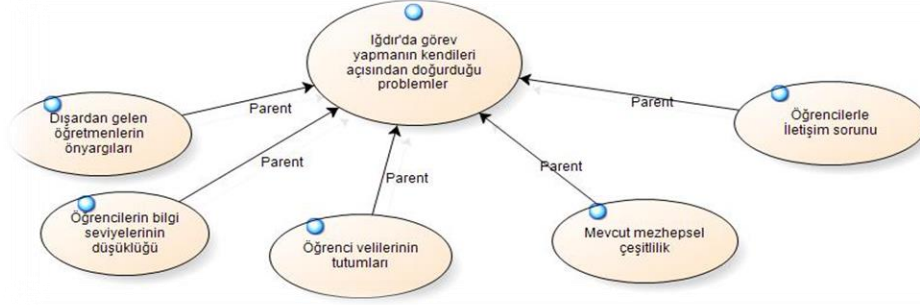 Iğdır'da görev
yapmanın kendileri
açısından doğurduğu
problemler
Dışardan gelen
öğretmenlerin
önyargıları
Parent
Parent
Öğrencilerle
İletişim sorunu
Parent
Parent
Parent
Öğrencilerin bilgi
seviyelerinin
düşüklüğü
Öğrenci velilerinin
tutumları
Mevcut mezhepsel
çeşitlilik